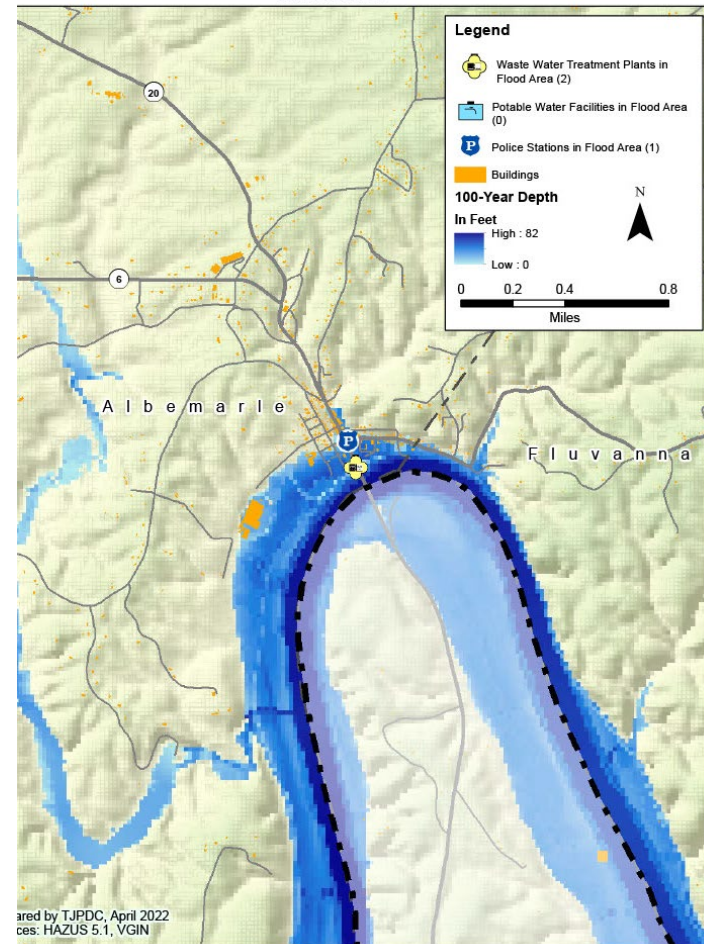 Legend
Waste Water Treatment Plants in
Flood Area (2)
Potable Water Facilities in Flood Area
(0)
P
Police Stations in Flood Area (1)
Buildings
100-Year Depth
In Feet
High : 82
Low : 0
N
0 0.2 0.4 0.8
Miles
20
6
Albemarle
P
Fluvanna
ared by TJPDC, April 2022
ces: HAZUS 5.1, VGIN